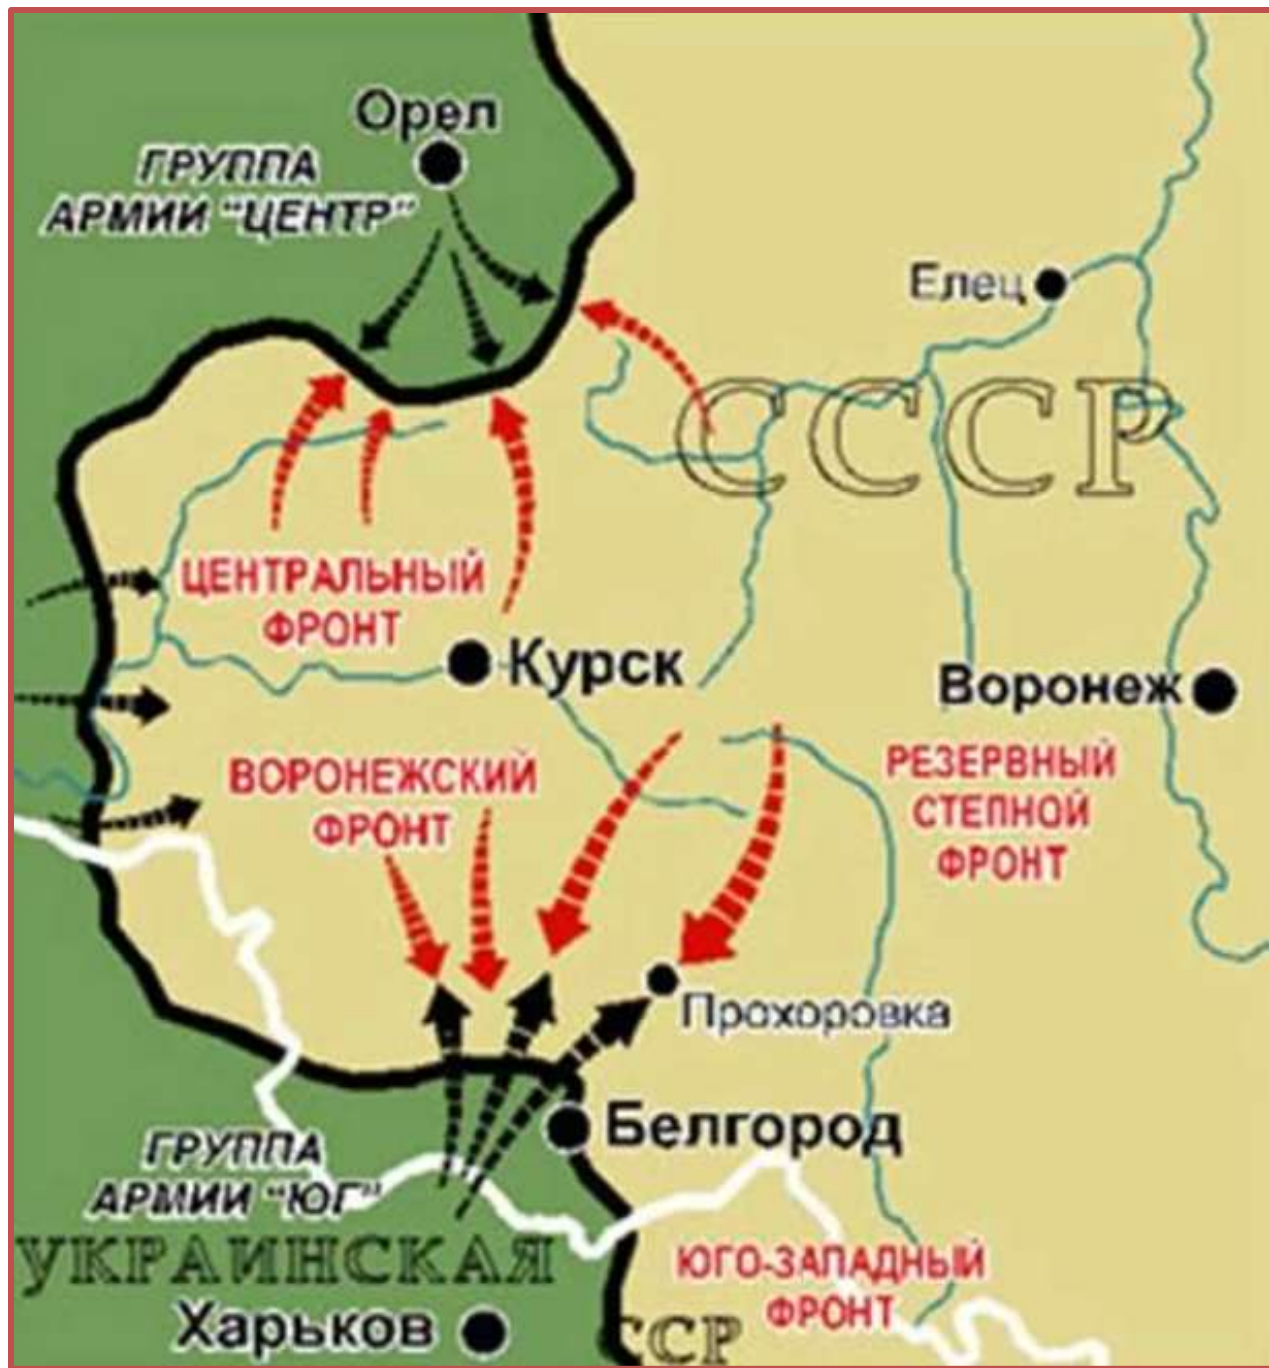 Орел
ГРУППА
АРМИИ "ЦЕНТР"
Елец
СССР
ЦЕНТРАЛЬНЫЙ
ФРОНТ
Курск
Воронеж
ВОРОНЕЖСКИЙ
ФРОНТ
РЕЗЕРВНЫЙ
СТЕПНОЙ
ФРОНТ
Прохоровка
Белгород
ГРУППА
АРМИИ "ЮГ"
УКРАИНСКАЯ
ЮГО-ЗАПАДНЫЙ
ФРОНТ
Харьков
ССР